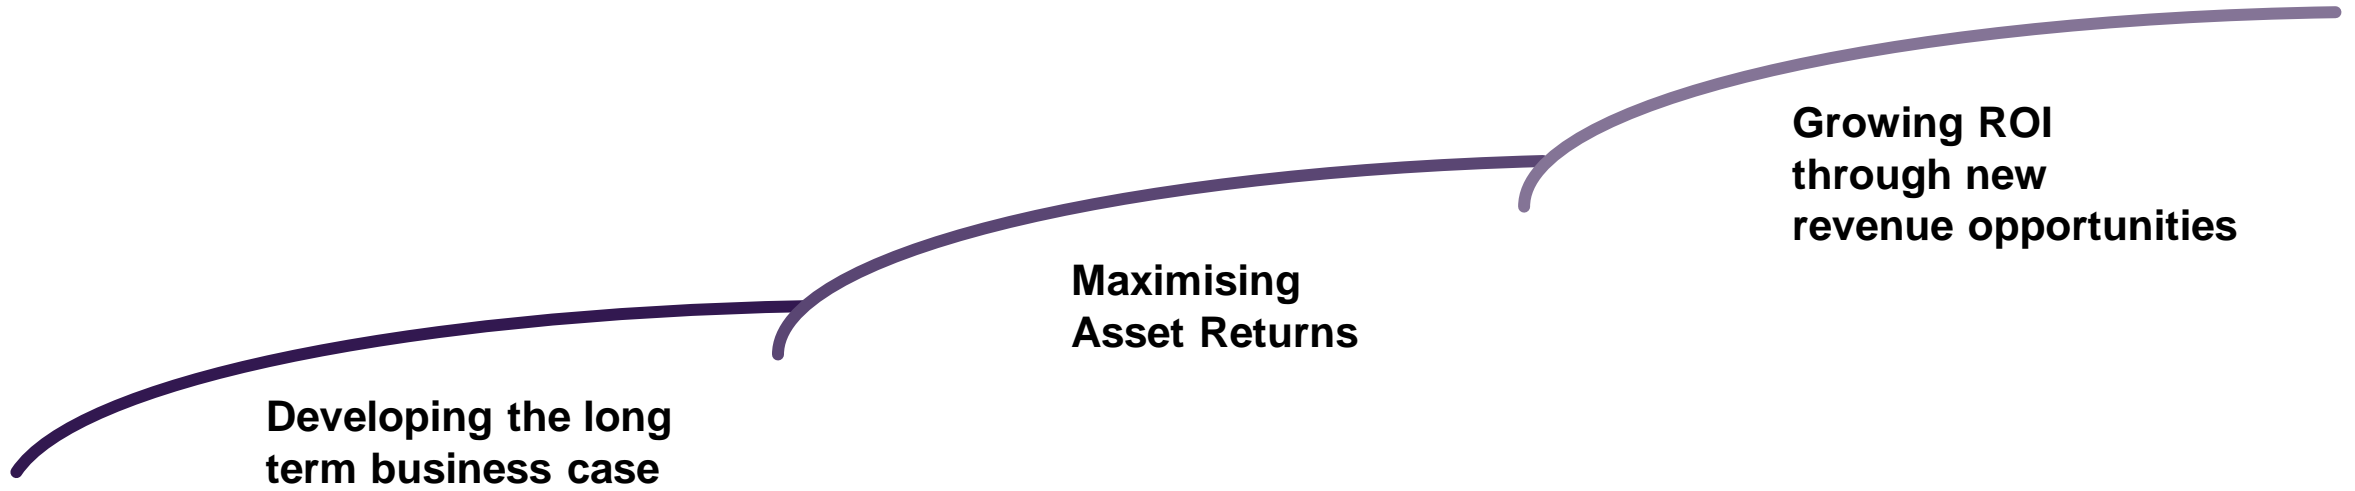 Growing ROI
through new
revenue opportunities
Maximising
Asset Returns
Developing the long
term business case